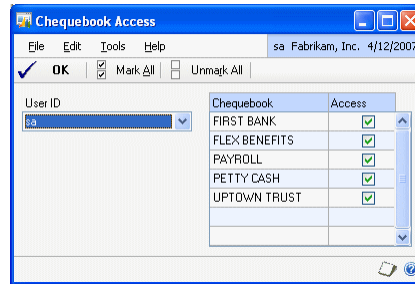 Chequebook Access
File Edit Tools Help sa Fabrikam, Inc. 4/12/2007
OK Mark All Unmark All
User ID
sa
Chequebook Access
FIRST BANK
FLEX BENEFITS
PAYROLL
PETTY CASH
UPTOWN TRUST